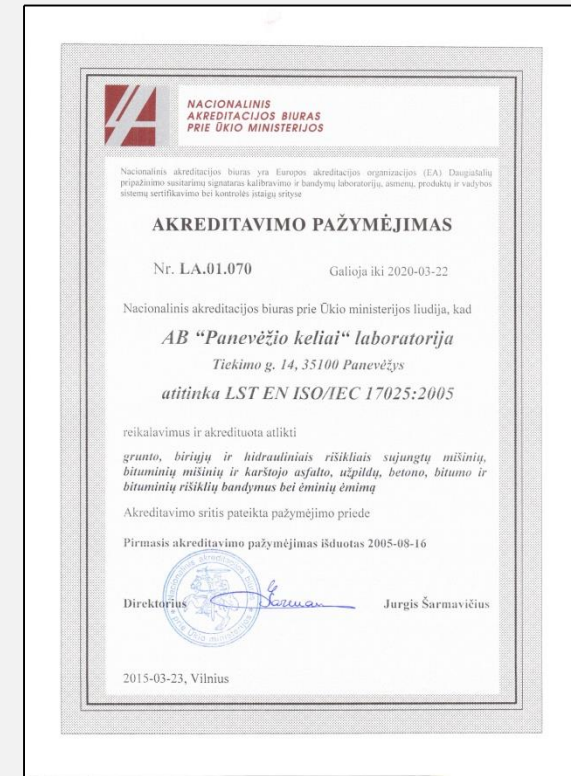 NACIONALINIS
AKREDITACIJOS BIURAS
PRIE ŪKIO MINISTERIJOS
Nacionalinis akreditacijos biuras yra Europos akreditacijos organizacijos (EA) Daugiašalių
pripažinimo susitarimų signataras kalibravimo ir bandymų laboratorijų, asmenų, produktų ir vadybos
sistemų sertifikavimo bei kontrolės įstaigų srityse
AKREDITAVIMO PAŽYMĖJIMAS
Nr. LA.01.070 Galioja iki 2020-03-22
Nacionalinis akreditacijos biuras prie Ūkio ministerijos liudija, kad
AB “Panevėžio keliai“ laboratorija
Tiekimo g. 14, 35100 Panevėžys
atitinka LST EN ISO/IEC 17025:2005
reikalavimus ir akredituota atlikti
grunto, biriųjų ir hidrauliniais rišikliais sujungtų mišinių,
bituminių mišinių ir karštojo asfalto, užpildų, betono, bitumo ir
bituminių rišiklių bandymus bei ėminių ėmimą
Akreditavimo sritis pateikta pažymėjimo priede
Pirmasis akreditavimo pažymėjimas išduotas 2005-08-16
Direktorius Jurgis Šarmavičius
2015-03-23, Vilnius